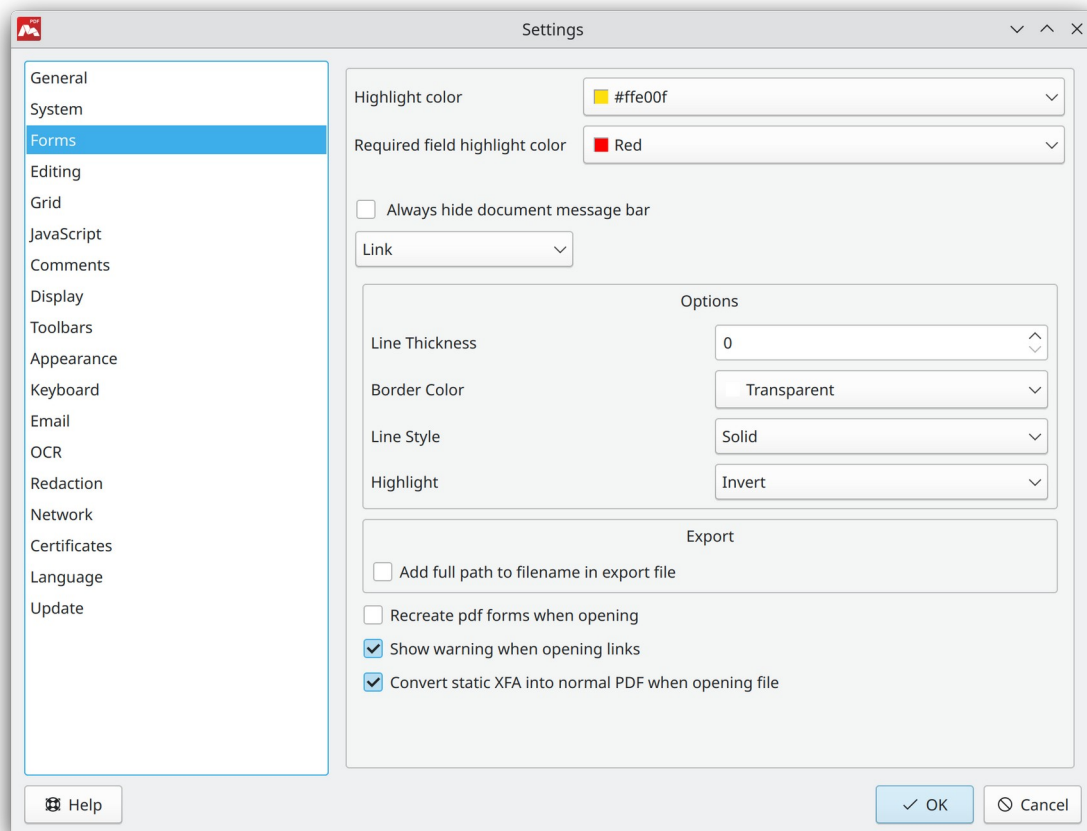 PDF
Settings
General
System
Forms
Editing
Grid
JavaScript
Comments
Display
Toolbars
Appearance
Keyboard
Email
OCR
Redaction
Network
Certificates
Language
Update
Highlight color #ffe00f
Required field highlight color Red
Always hide document message bar
Link
Options
Line Thickness 0
Border Color Transparent
Line Style Solid
Highlight Invert
Export
Add full path to filename in export file
Recreate pdf forms when opening
Show warning when opening links
Convert static XFA into normal PDF when opening file
Help OK Cancel